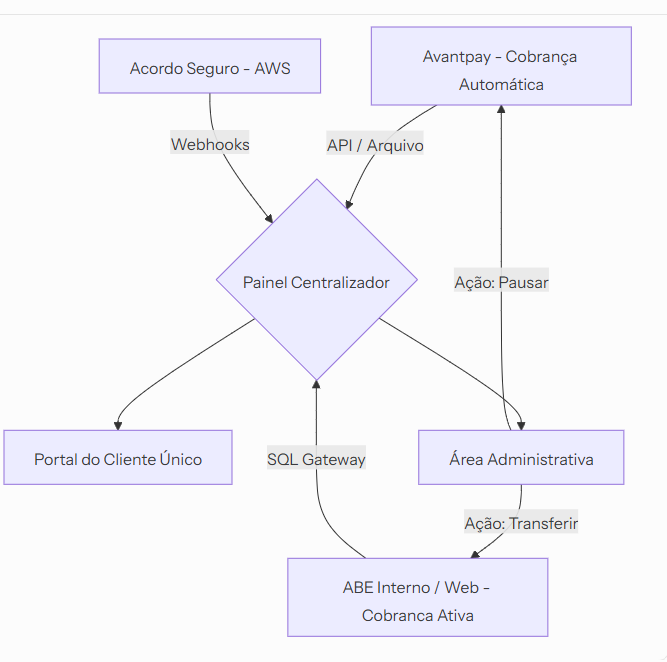 Acordo Seguro - AWS
Avantpay - Cobrança
Automática
Webhooks
API / Arquivo
Painel Centralizador
Ação: Pausar
Portal do Cliente Único
SQL Gateway
Área Administrativa
Ação: Transferir
ABE Interno / Web -
Cobranca Ativa